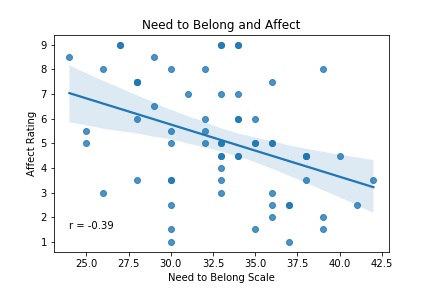 Need to Belong and Affect
Affect Rating
9
8
7
6
5
4
3
2
1
r = -0.39
25.0 27.5 30.0 32.5 35.0 37.5 40.0 42.5
Need to Belong Scale